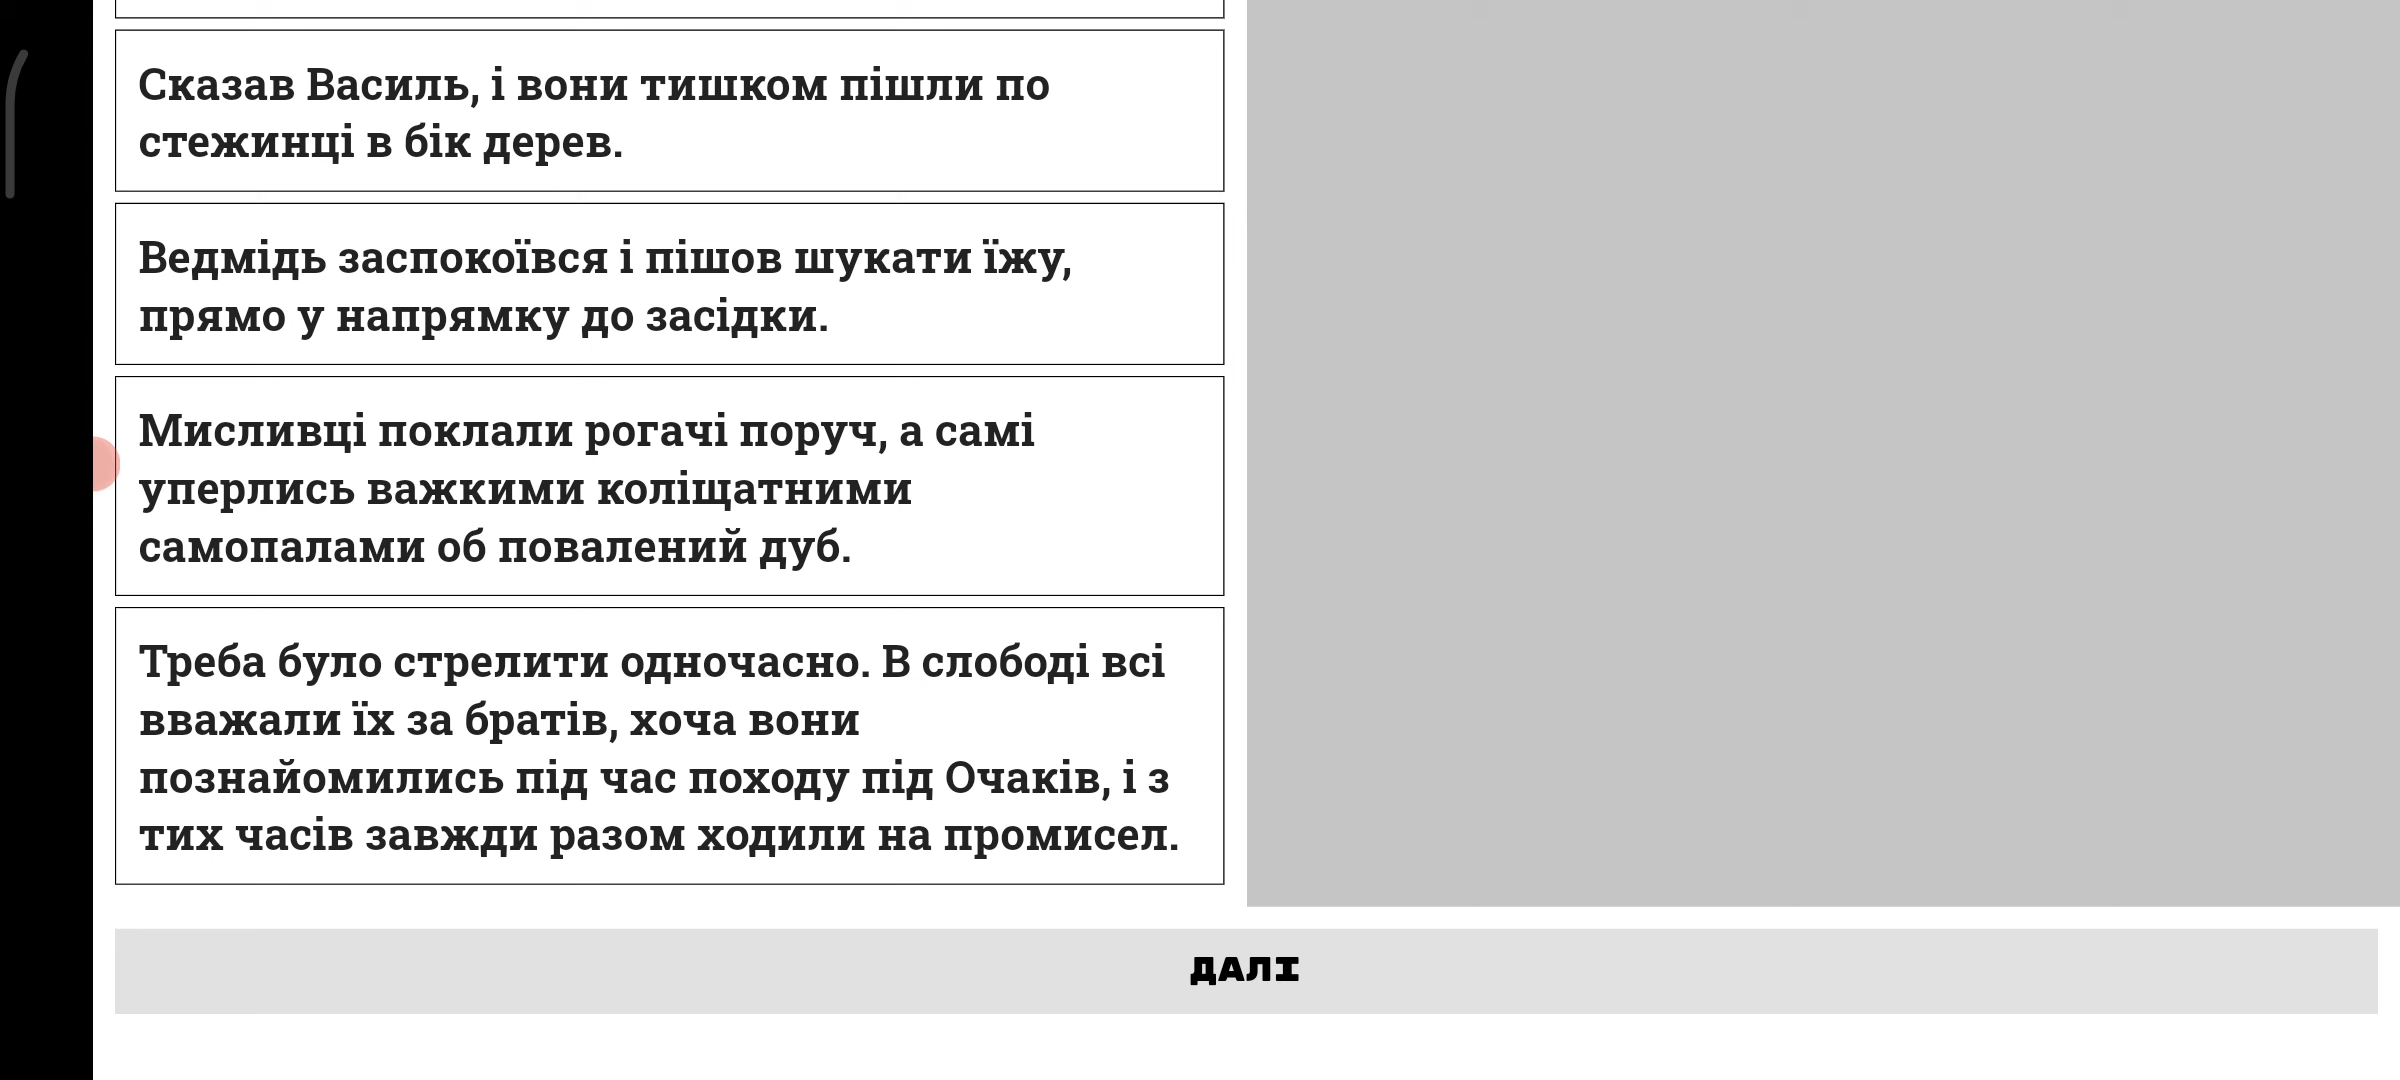 Сказав Василь, і вони тишком пішли по
стежинці в бік дерев.
Ведмідь заспокоївся і пішов шукати їжу,
прямо у напрямку до засідки.
Мисливці поклали рогачі поруч, а самі
уперлись важкими коліщатними
самопалами об повалений дуб.
Треба було стрелити одночасно. В слободі всі
вважали їх за братів, хоча вони
познайомились під час походу під Очаків, і з
тих часів завжди разом ходили на промисел.
ДАЛІ